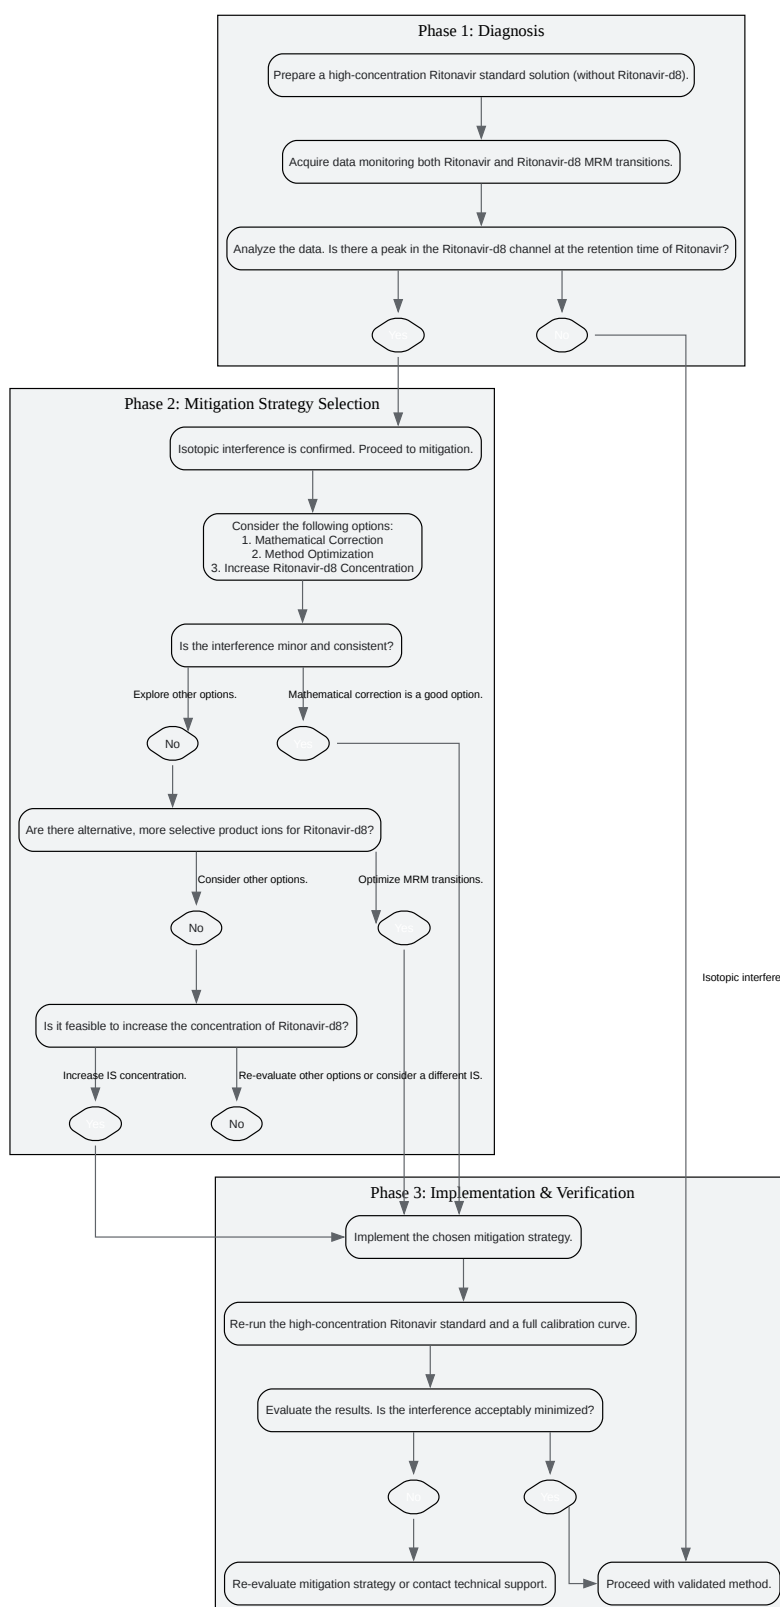 Phase 1: Diagnosis
Prepare a high-concentration Ritonavir standard solution (without Ritonavir-d8).
Acquire data monitoring both Ritonavir and Ritonavir-d8 MRM transitions.
Analyze the data. Is there a peak in the Ritonavir-d8 channel at the retention time of Ritonavir?
Yes
No
Phase 2: Mitigation Strategy Selection
Isotopic interference is confirmed. Proceed to mitigation.
Consider the following options:
1. Mathematical Correction
2. Method Optimization
3. Increase Ritonavir-d8 Concentration
Is the interference minor and consistent?
Explore other options.
Mathematical correction is a good option.
No
Yes
Are there alternative, more selective product ions for Ritonavir-d8?
Consider other options.
Optimize MRM transitions.
No
Yes
Isotopic
Is it feasible to increase the concentration of Ritonavir-d8?
Increase IS concentration.
Re-evaluate other options or consider a different IS.
Yes
No
Phase 3: Implementation & Verification
Implement the chosen mitigation strategy.
Re-run the high-concentration Ritonavir standard and a full calibration curve.
Evaluate the results. Is the interference acceptably minimized?
No
Yes
Re-evaluate mitigation strategy or contact technical support.
Proceed with validated method.